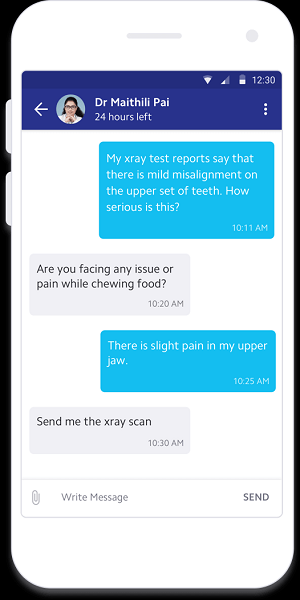 12:30
Dr Maithili Pai
24 hours left
My xray test reports say that
there is mild misalignment on
the upper set of teeth. How
serious is this?
10:11 AM
Are you facing any issue or
pain while chewing food?
10:20 AM
There is slight pain in my upper
jaw.
10:25 AM
Send me the xray scan
10:30 AM
Write Message
SEND